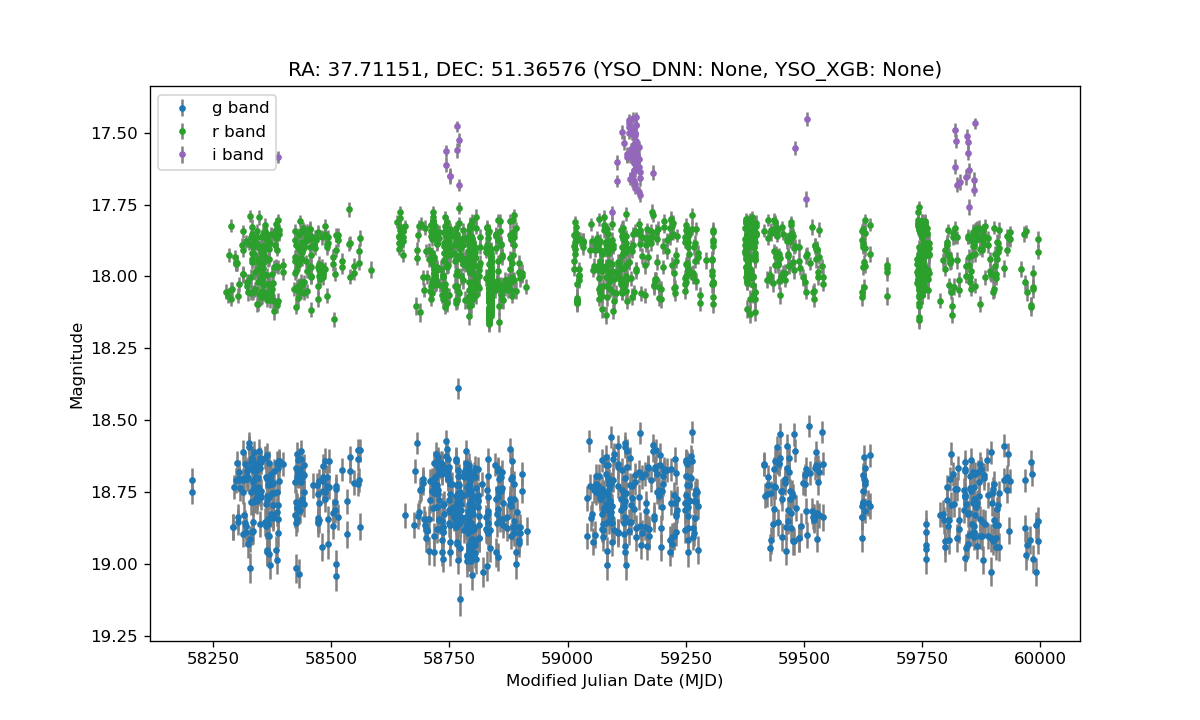 RA: 37.71151, DEC: 51.36576 (YSO_DNN: None, YSO_XGB: None)
g band
r band
i band
17.50
17.75
18.00
18.25
18.50
18.75
19.00
19.25
Magnitude
58250 58500 58750 59000 59250 59500 59750 60000
Modified Julian Date (MJD)